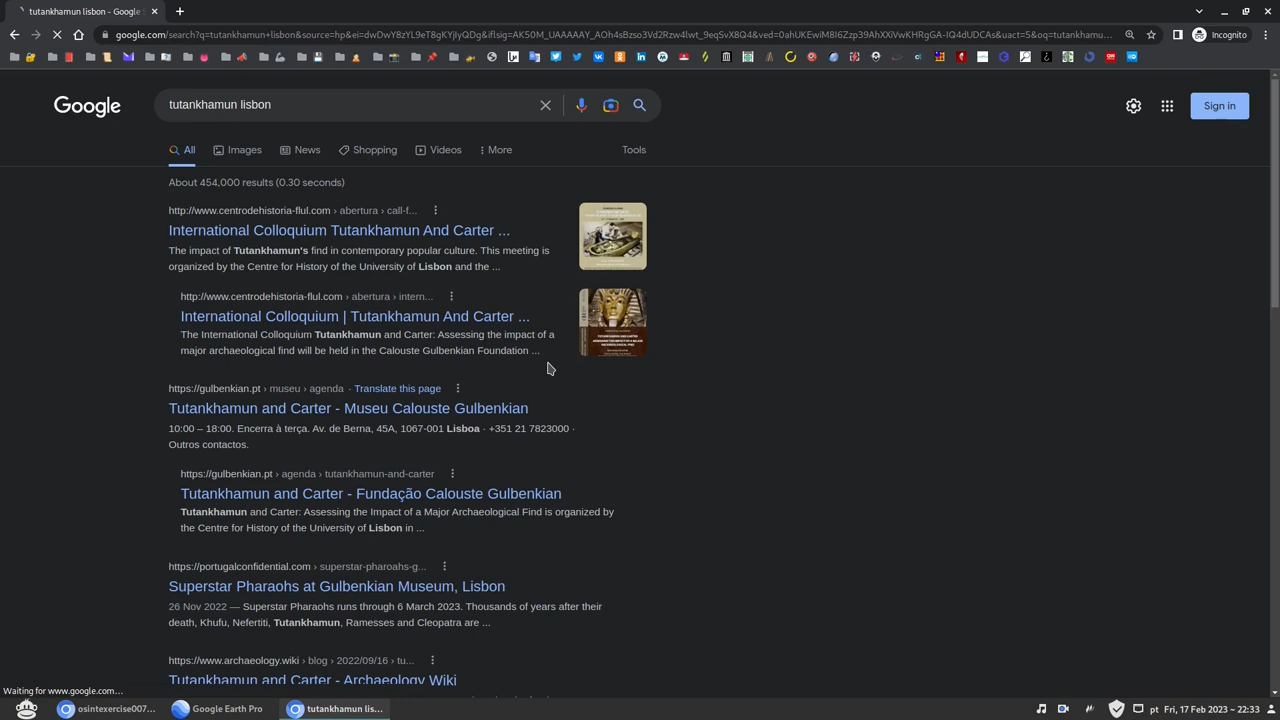 tutankhamun lisbon - Google S
google.com/search?q=tutankhamun+lisbon&source=hp&ei=dwDwY8zYL9eT8gKYjIyQDg&iflsig=AK50M_UAAAAAY_AOh4sBzso3Vd2Rzw4lwt_9eqSvX8Q4&ved=0ahUKEwiM8I6Zzp39AhXXiVwKHRgGA-IQ4dUDCAs&uact=5&oq=tutankhamu...
Incognito
Google
tutankhamun lisbon
Sign in
All
Images
News
Shopping
Videos
More
Tools
About 454,000 results (0.30 seconds)
http://www.centrodehistoria-flul.com › abertura › call-f...
International Colloquium Tutankhamun And Carter ...
The impact of Tutankhamun's find in contemporary popular culture. This meeting is
organized by the Centre for History of the University of Lisbon and the ...
http://www.centrodehistoria-flul.com › abertura › intern...
International Colloquium | Tutankhamun And Carter ...
The International Colloquium Tutankhamun and Carter: Assessing the impact of a
major archaeological find will be held in the Calouste Gulbenkian Foundation ...
https://gulbenkian.pt › museu › agenda · Translate this page
Tutankhamun and Carter - Museu Calouste Gulbenkian
10:00 – 18:00. Encerra à terça. Av. de Berna, 45A, 1067-001 Lisboa · +351 21 7823000 ·
Outros contactos.
https://gulbenkian.pt › agenda › tutankhamun-and-carter
Tutankhamun and Carter - Fundação Calouste Gulbenkian
Tutankhamun and Carter: Assessing the Impact of a Major Archaeological Find is organized by
the Centre for History of the University of Lisbon in ...
https://portugalconfidential.com › superstar-pharoahs-g...
Superstar Pharaohs at Gulbenkian Museum, Lisbon
26 Nov 2022 — Superstar Pharaohs runs through 6 March 2023. Thousands of years after their
death, Khufu, Nefertiti, Tutankhamun, Ramesses and Cleopatra are ...
https://www.archaeology.wiki › blog › 2022/09/16 › tu...
Tutankhamun and Carter - Archaeology Wiki
Waiting for www.google.com...
osintexercise007...
Google Earth Pro
tutankhamun lis...
pt
Fri, 17 Feb 2023 ~ 22:33